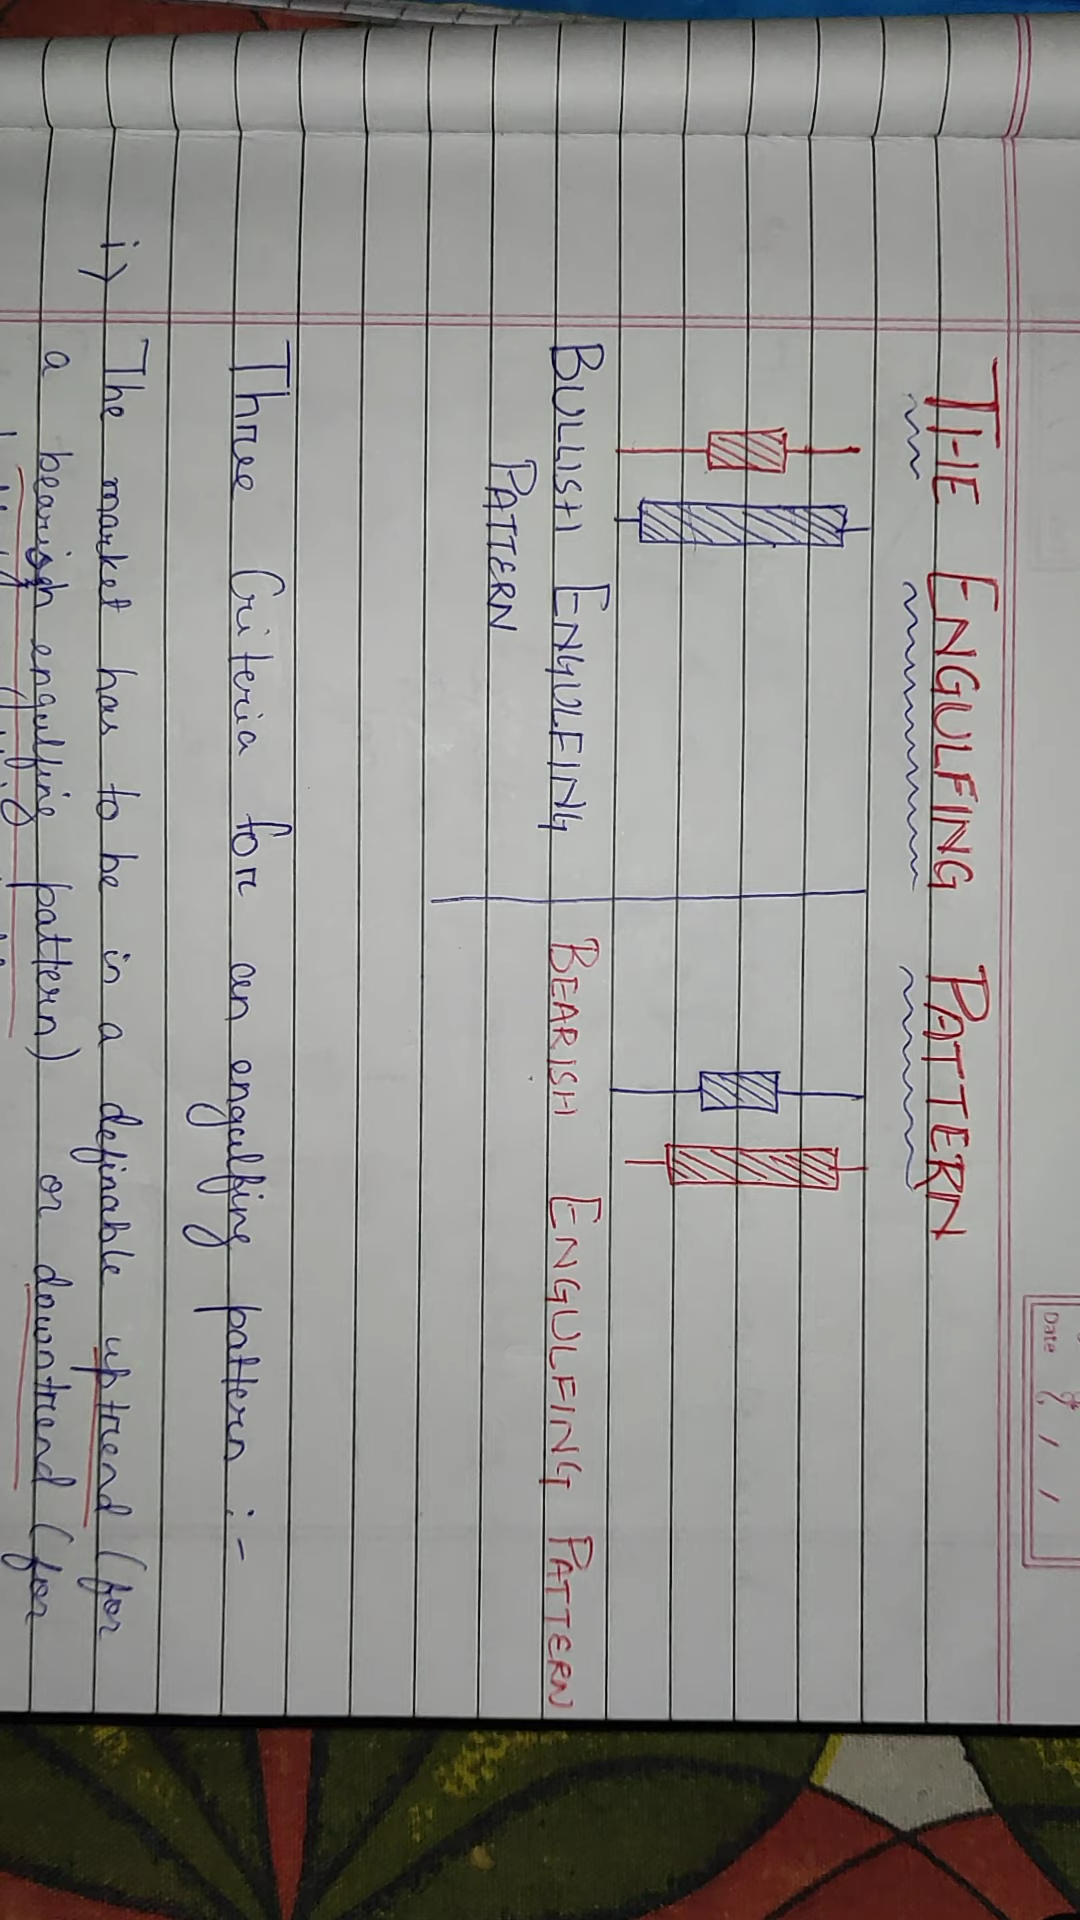 Date
THE ENGULFING PATTERN
BULLISH ENGULFING
PATTERN
BEARISH ENGULFING PATTERN
Three Criteria for an engulfing pattern :-
i) The market has to be in a definable uptrend (for
a bearish engulfing pattern) or downtrend (for